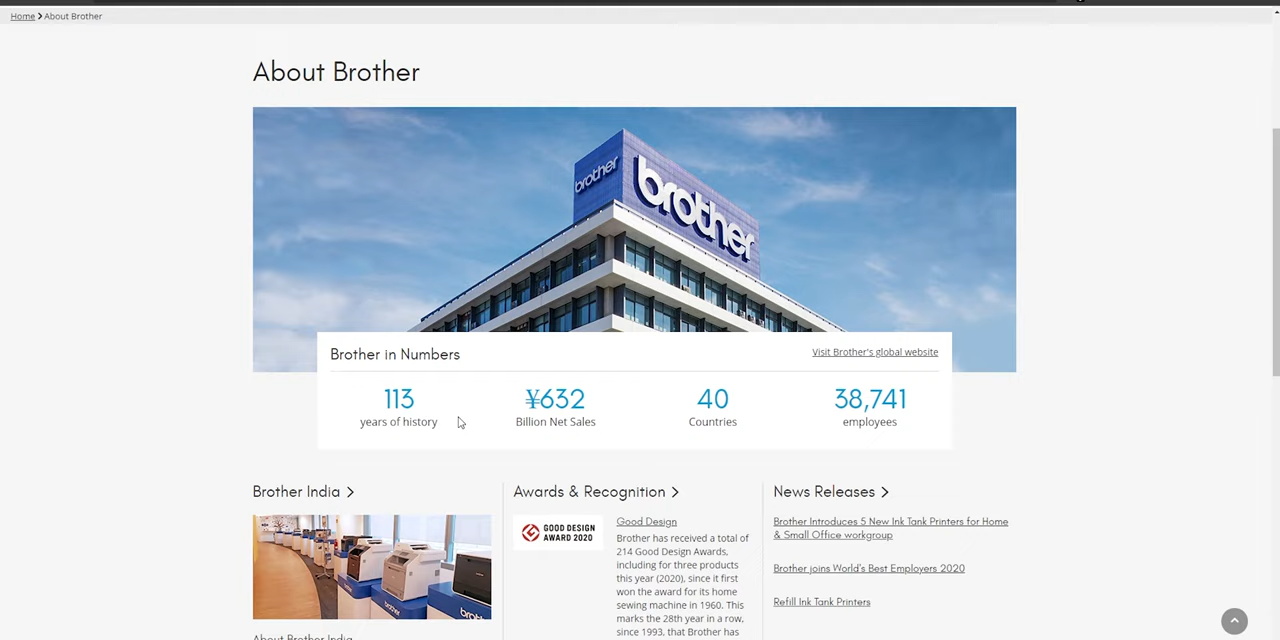 Home > About Brother
About Brother
brother
brother
Brother in Numbers
Visit Brother's global website
113
years of history
¥632
Billion Net Sales
40
Countries
38,741
employees
Brother India >
brot
About Brother India
Awards & Recognition >
GOOD DESIGN
AWARD 2020
Good Design
Brother has received a total of
214 Good Design Awards,
including for three products
this year (2020), since it first
won the award for its home
sewing machine in 1960. This
marks the 28th year in a row,
since 1993, that Brother has
News Releases >
Brother Introduces 5 New Ink Tank Printers for Home
& Small Office workgroup
Brother joins World's Best Employers 2020
Refill Ink Tank Printers